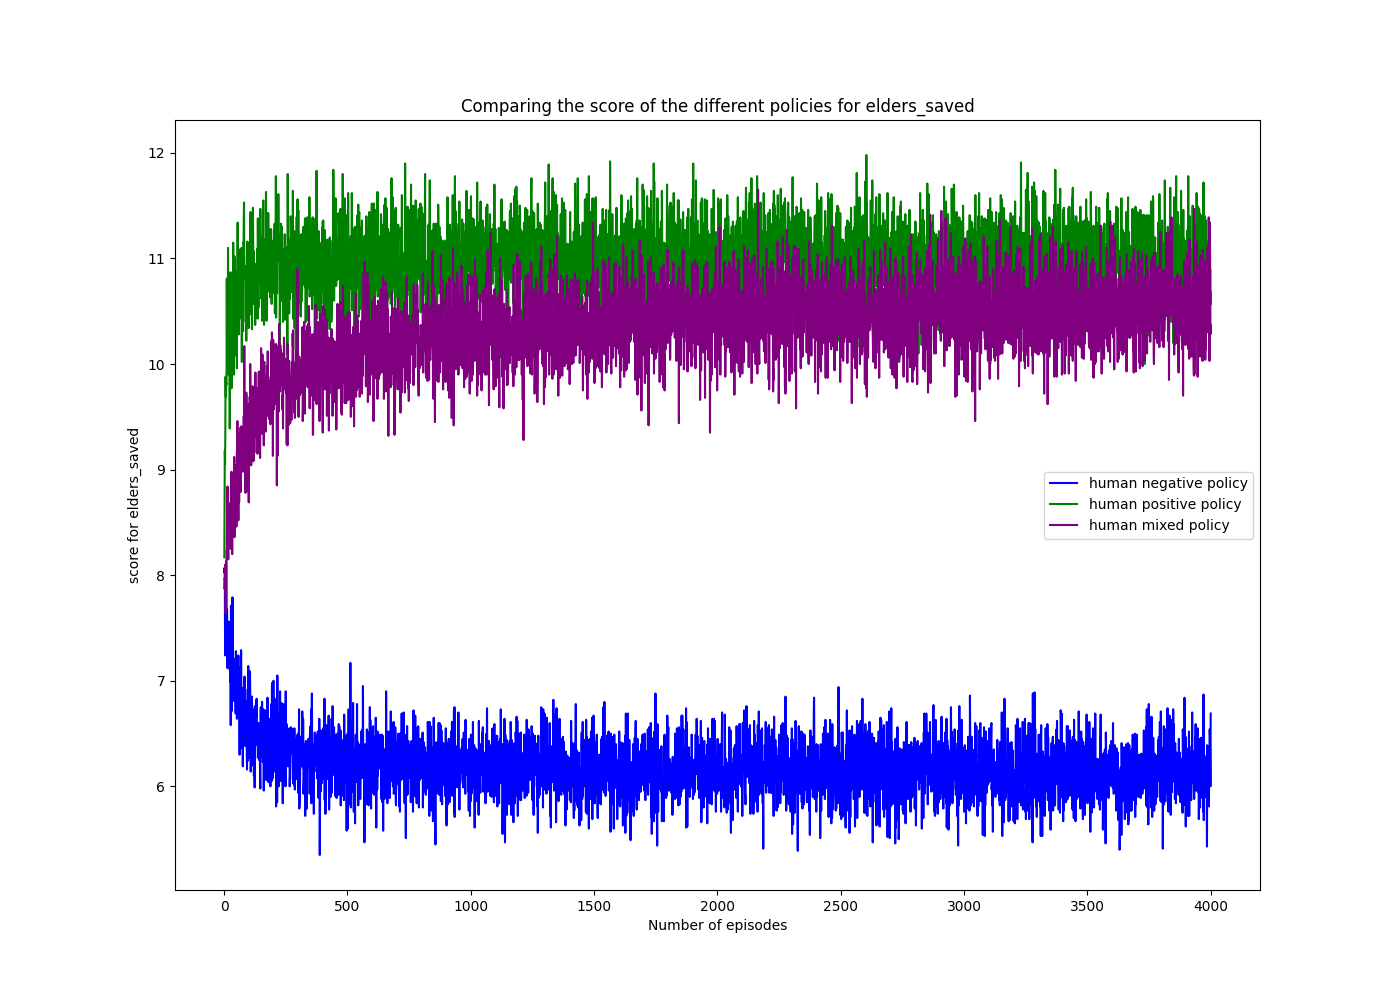 Comparing the score of the different policies for elders_saved
12
11
10
9
8
7
6
score for elders_saved
human negative policy
human positive policy
human mixed policy
0 500 1000 1500 2000 2500 3000 3500 4000
Number of episodes